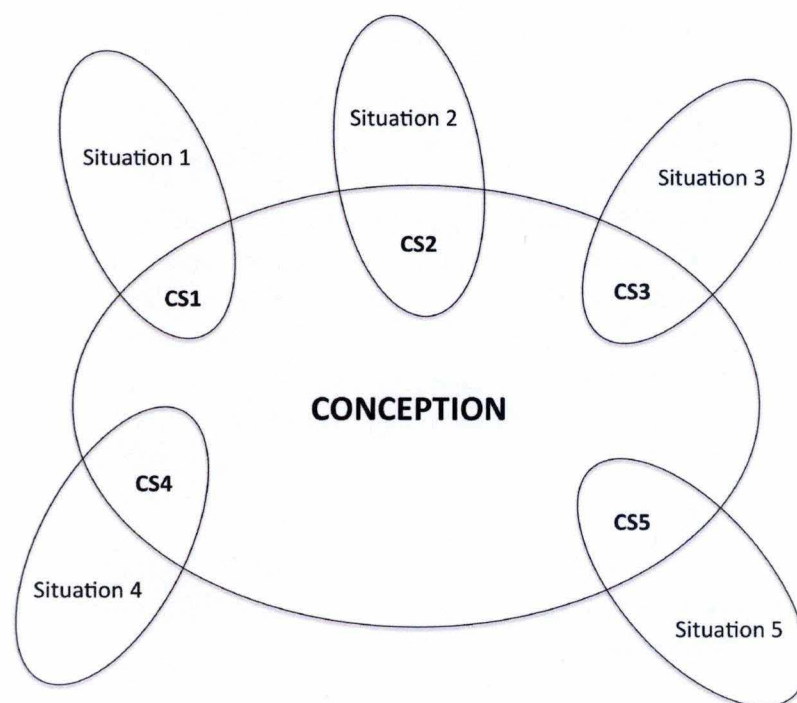 Situation 1
Situation 2
Situation 3
CS1
CS2
CS3
CONCEPTION
CS4
CS5
Situation 4
Situation 5